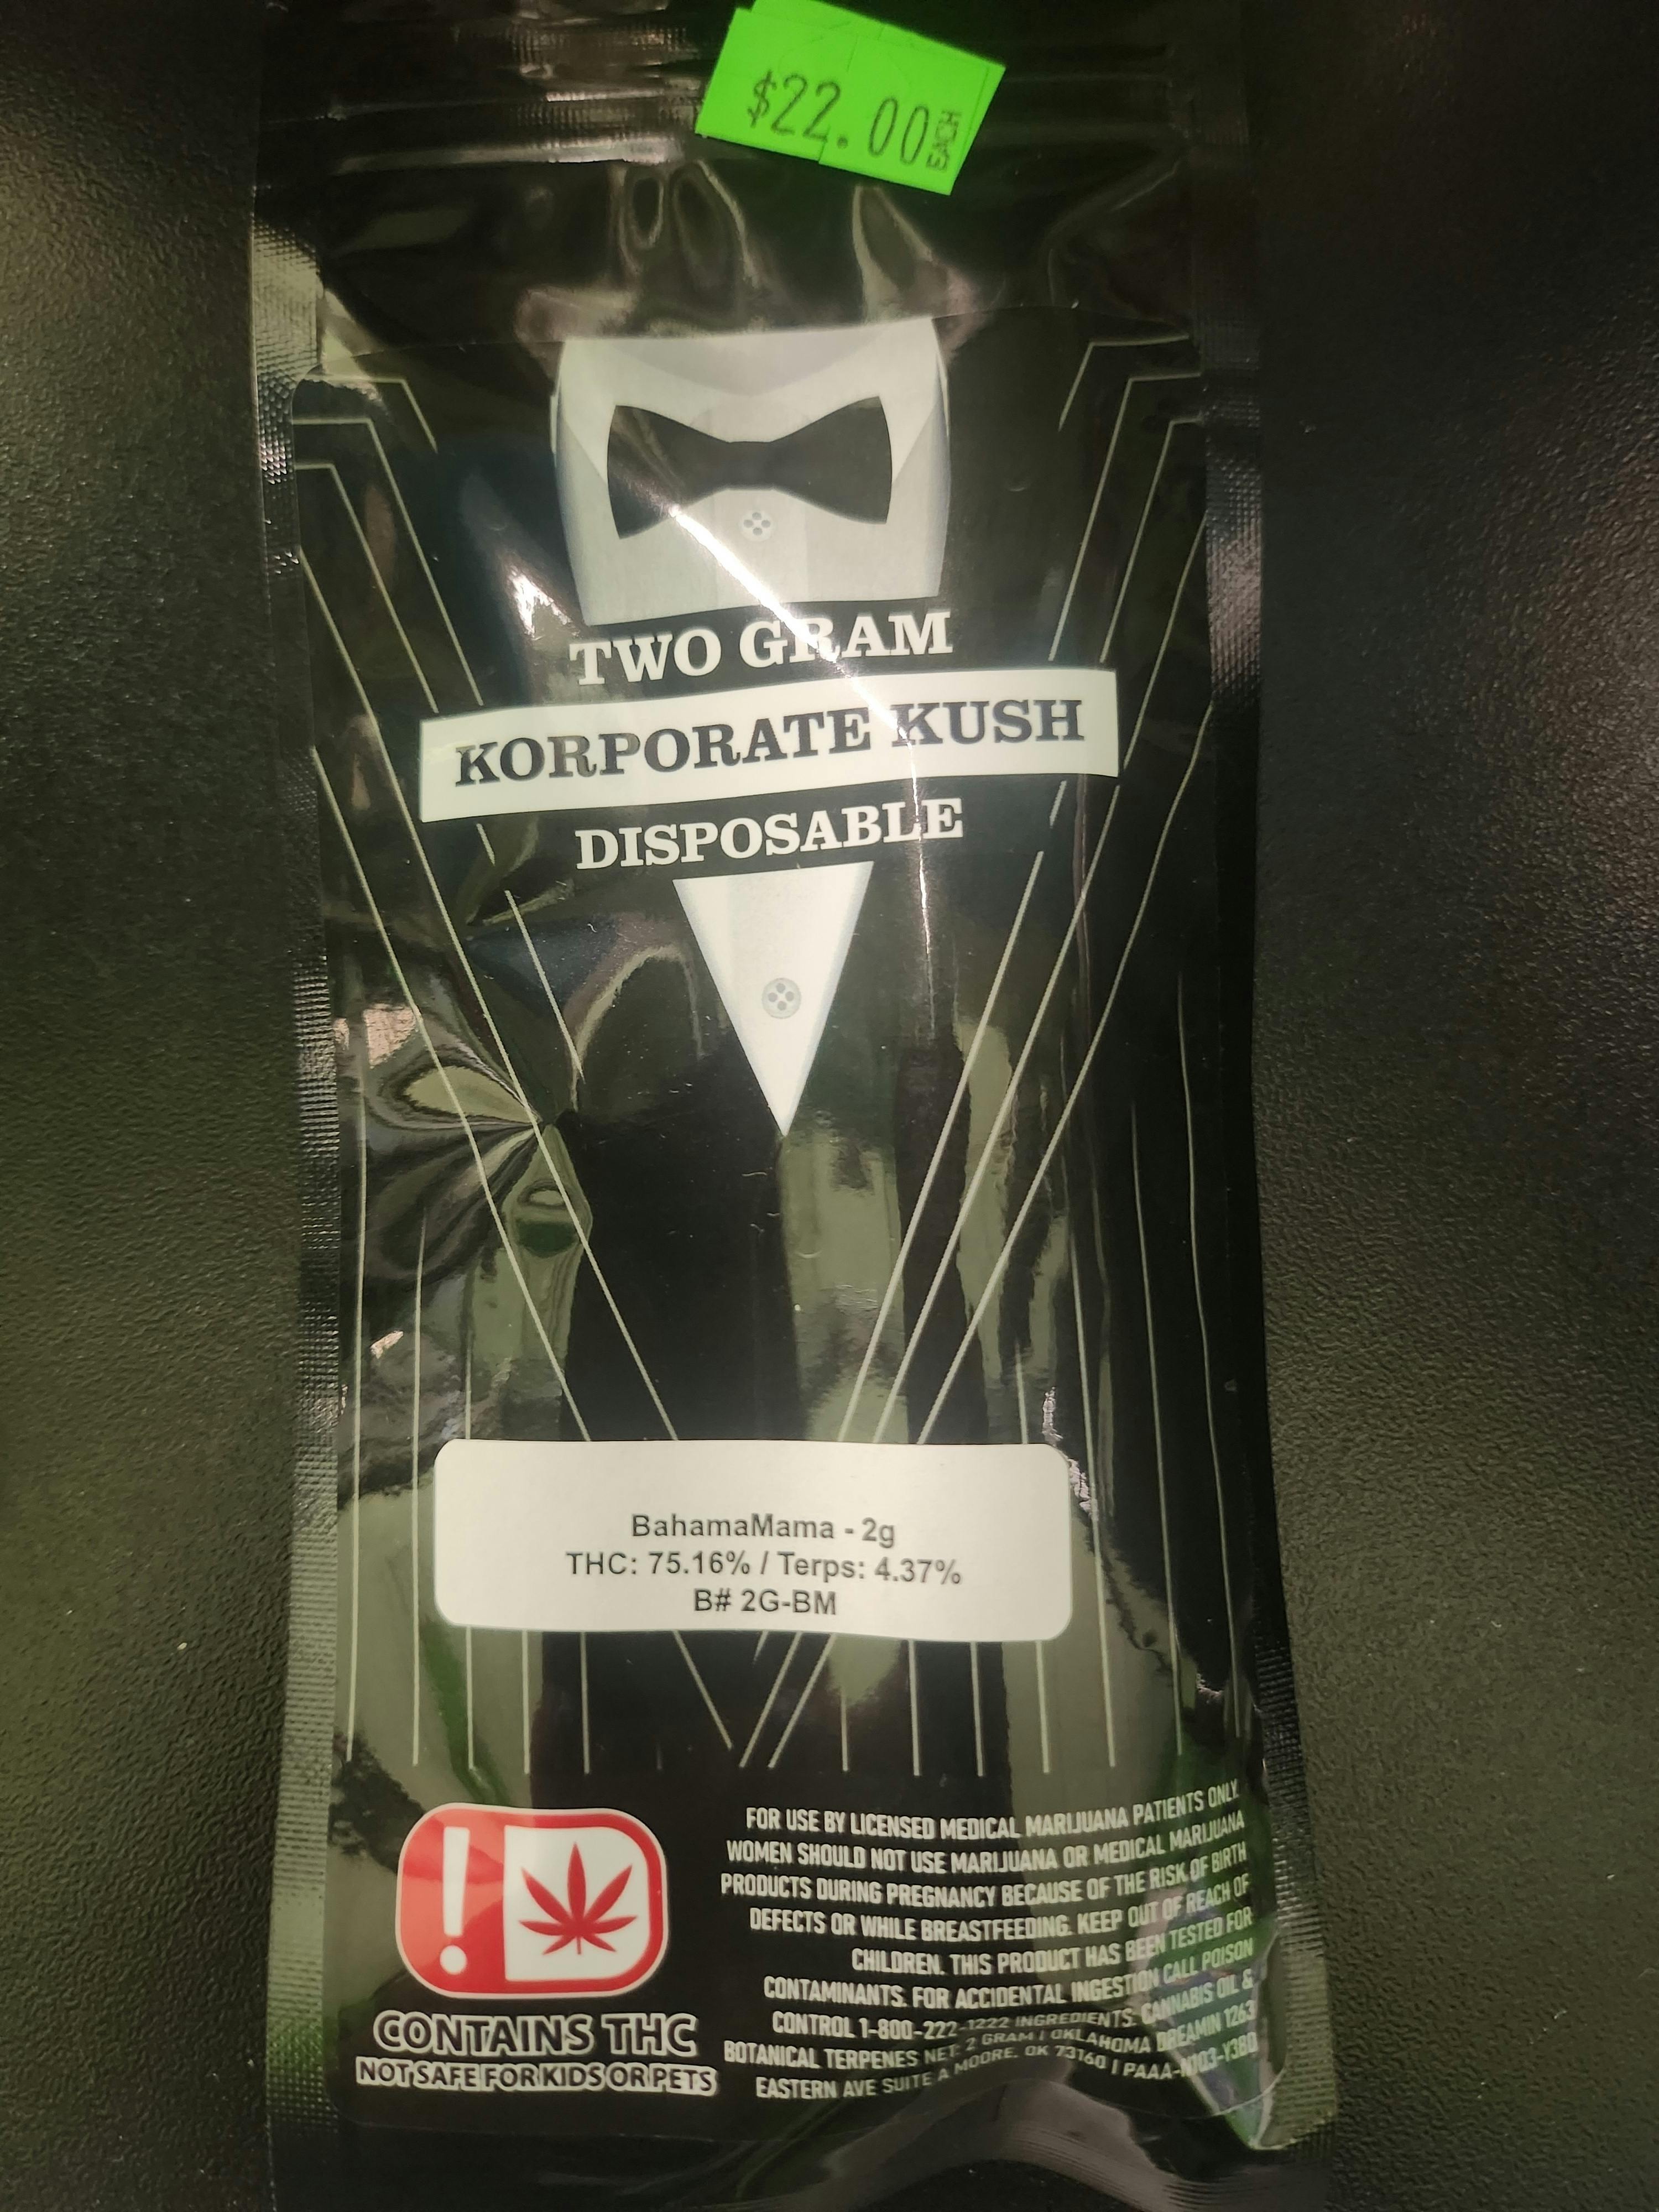 $22.00 EACH
TWO GRAM
KORPORATE KUSH
DISPOSABLE
BahamaMama - 2g
THC: 75.16% / Terps: 4.37%
B# 2G-BM
!
CONTAINS THC
NOT SAFE FOR KIDS OR PETS
FOR USE BY LICENSED MEDICAL MARIJUANA PATIENTS ONLY.
WOMEN SHOULD NOT USE MARIJUANA OR MEDICAL MARIJUANA
PRODUCTS DURING PREGNANCY BECAUSE OF THE RISK OF BIRTH
DEFECTS OR WHILE BREASTFEEDING. KEEP OUT OF REACH OF
CHILDREN. THIS PRODUCT HAS BEEN TESTED FOR
CONTAMINANTS. FOR ACCIDENTAL INGESTION CALL POISON
CONTROL 1-800-222-1222 INGREDIENTS: CANNABIS OIL &
BOTANICAL TERPENES NET: 2 GRAM | OKLAHOMA DREAMIN 1263
EASTERN AVE SUITE A MOORE, OK 73160 |